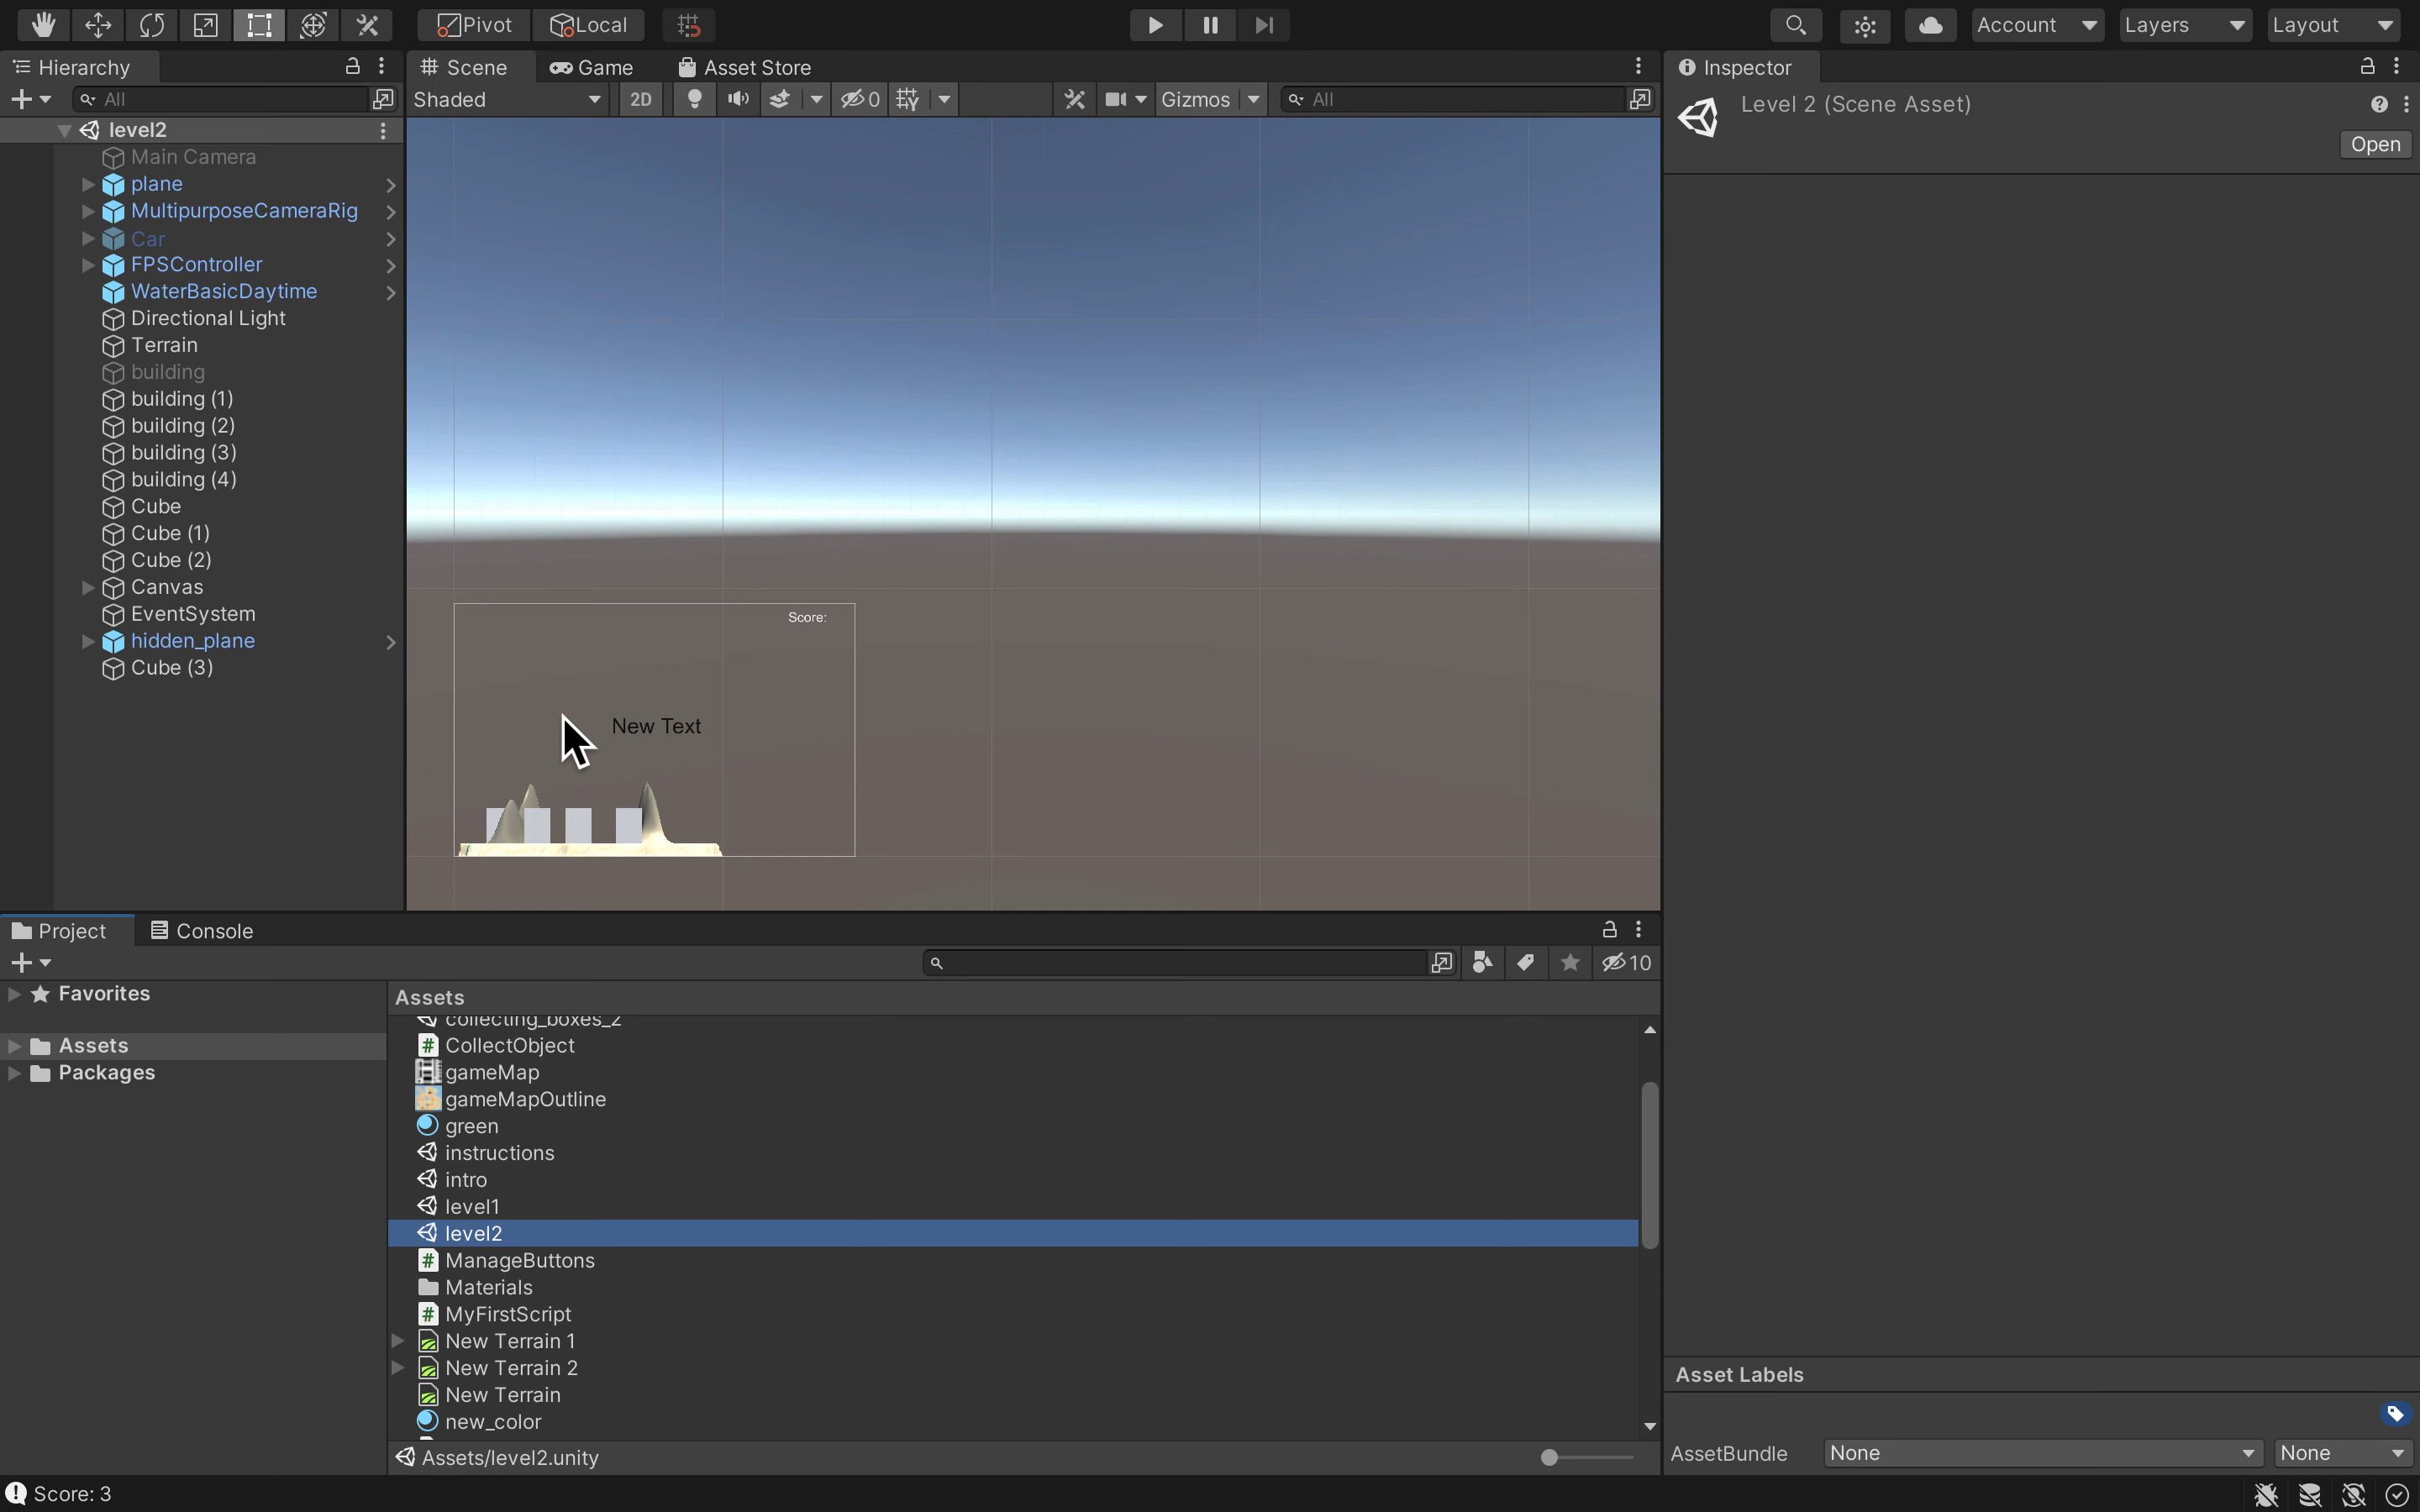 Pivot Local Account Layers Layout
Hierarchy
All
level2
Main Camera
plane
MultipurposeCameraRig
Car
FPSController
WaterBasicDaytime
Directional Light
Terrain
building
building (1)
building (2)
building (3)
building (4)
Cube
Cube (1)
Cube (2)
Canvas
EventSystem
hidden_plane
Cube (3)
Scene Game Asset Store
Shaded 2D 0 Gizmos All
Score:
New Text
Inspector
Level 2 (Scene Asset)
Open
Project Console
10
Favorites
Assets
Packages
Assets
collecting_boxes_2
CollectObject
gameMap
gameMapOutline
green
instructions
intro
level1
level2
ManageButtons
Materials
MyFirstScript
New Terrain 1
New Terrain 2
New Terrain
new_color
Assets/level2.unity
Asset Labels
AssetBundle None None
Score: 3